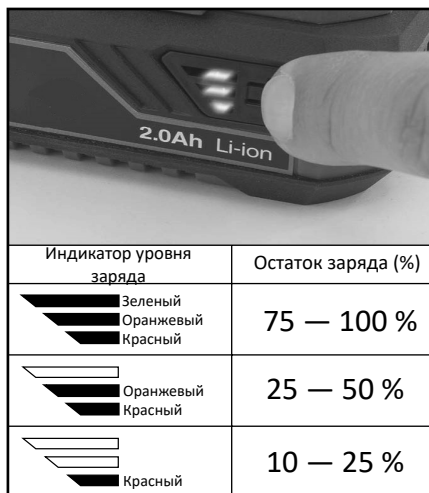 2.0Ah Li-ion
Индикатор уровня
заряда
Остаток заряда (%)
Зеленый
Оранжевый
Красный
75 — 100 %
Оранжевый
Красный
25 — 50 %
Красный
10 — 25 %